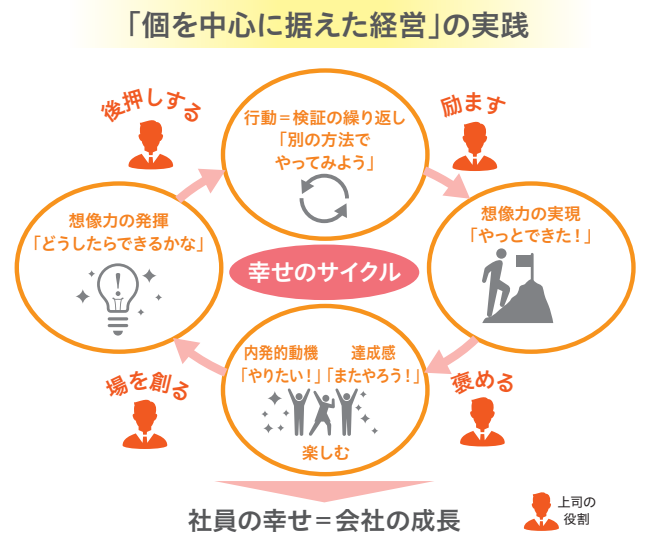 「個を中心に据えた経営」の実践
後押しする
励ます
行動＝検証の繰り返し
「別の方法で
やってみよう」
想像力の発揮
「どうしたらできるかな」
想像力の実現
「やっとできた！」
幸せのサイクル
内発的動機　達成感
「やりたい！」「またやろう！」
楽しむ
場を創る
褒める
社員の幸せ＝会社の成長
上司の
役割